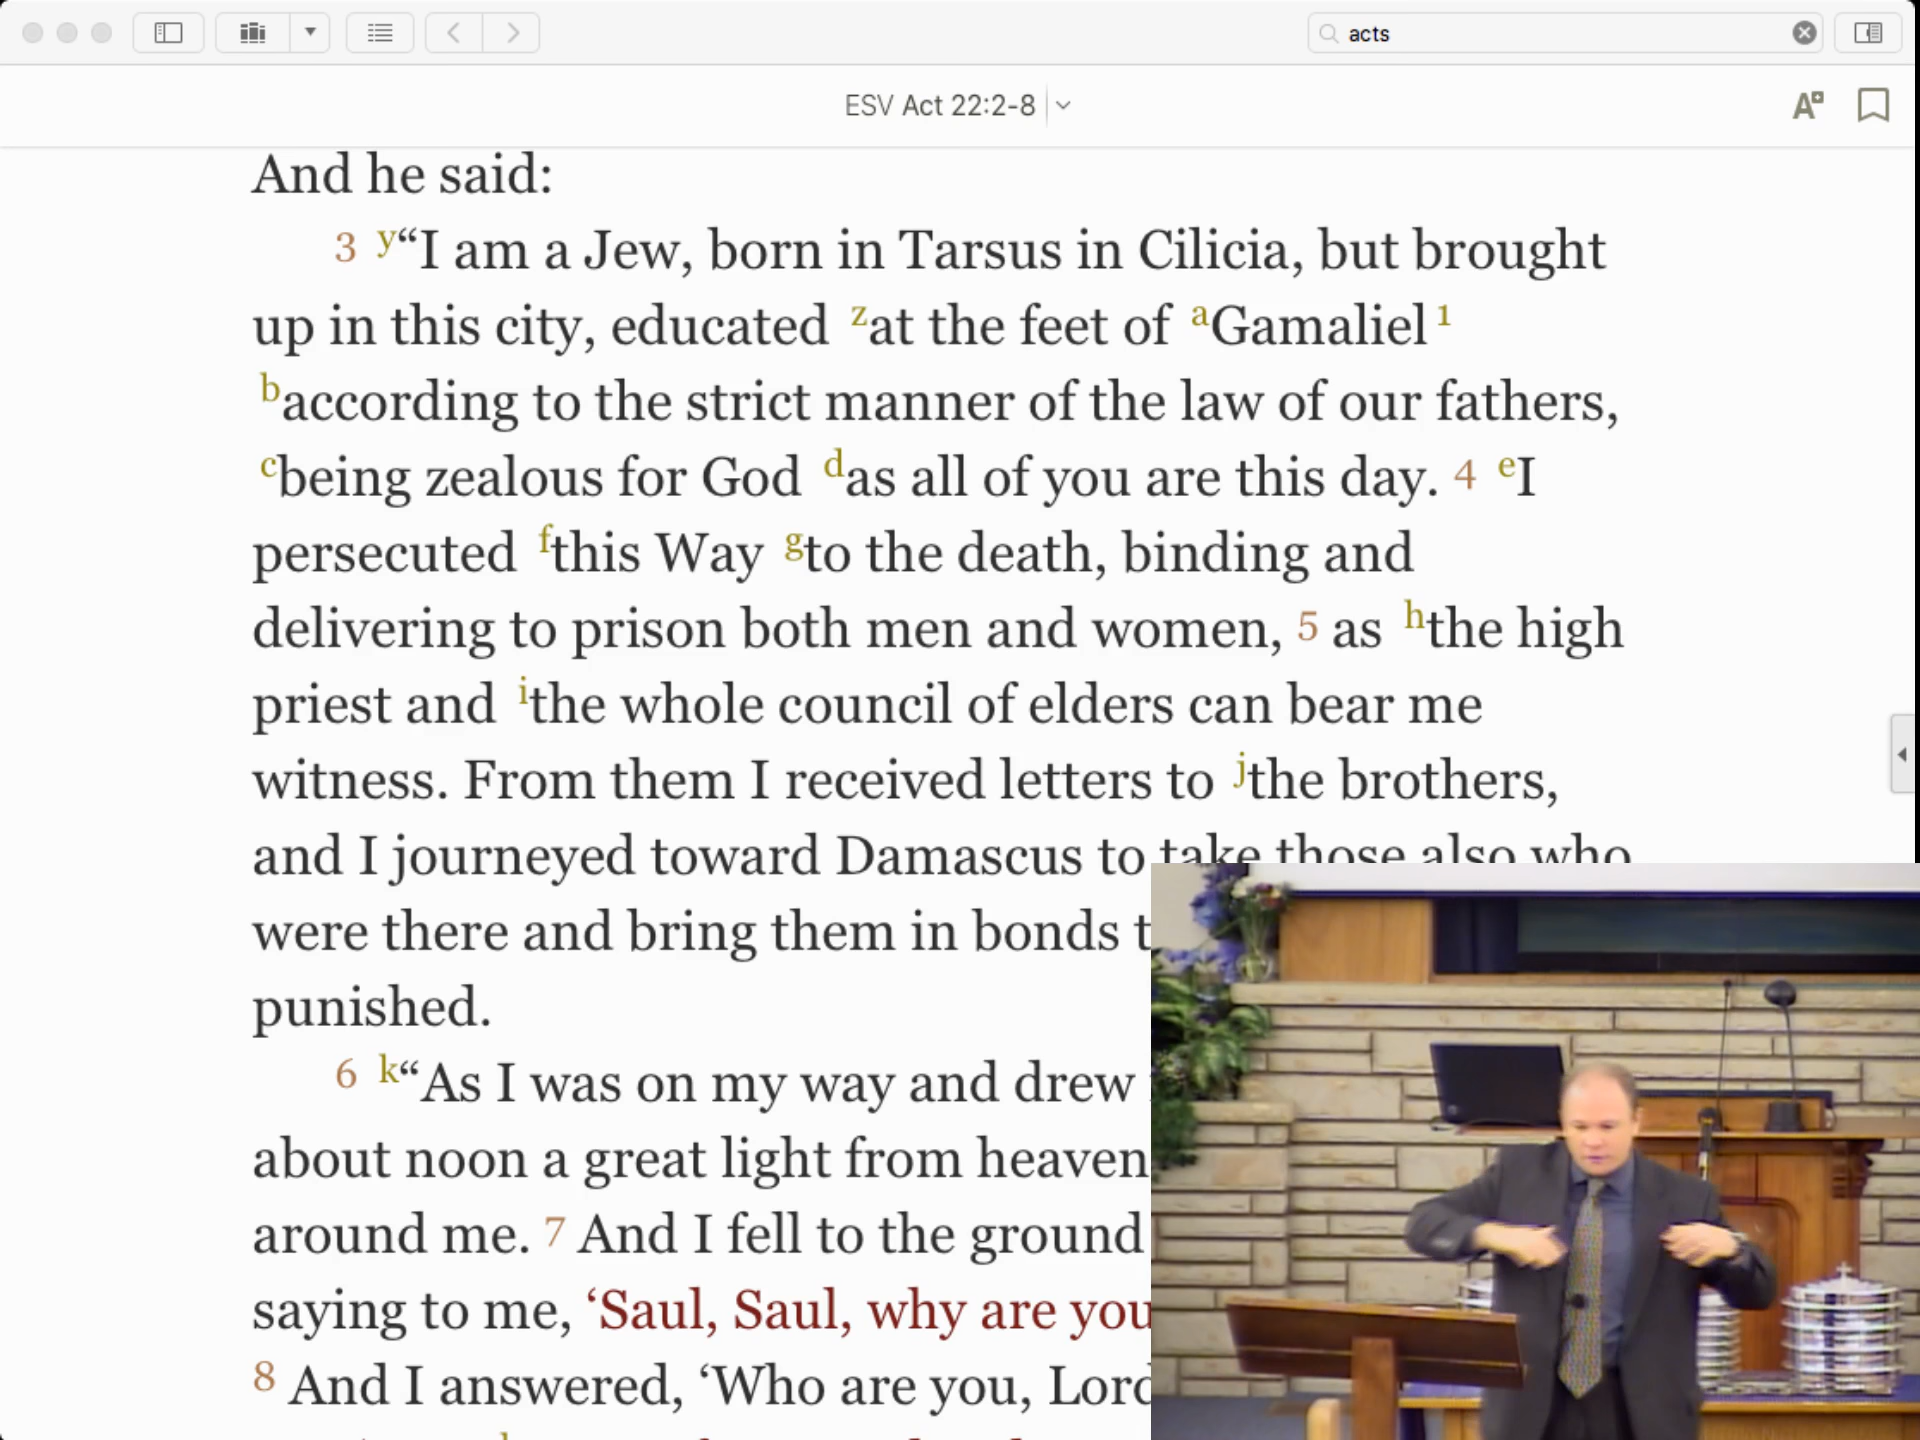 acts
ESV Act 22:2-8
And he said:
3 y“I am a Jew, born in Tarsus in Cilicia, but brought
up in this city, educated zat the feet of aGamaliel1
baccording to the strict manner of the law of our fathers,
cbeing zealous for God das all of you are this day. 4 eI
persecuted fthis Way gto the death, binding and
delivering to prison both men and women, 5 as hthe high
priest and ithe whole council of elders can bear me
witness. From them I received letters to jthe brothers,
and I journeyed toward Damascus to take those also who
were there and bring them in bonds t
punished.
6 k“As I was on my way and drew
about noon a great light from heaven
around me. 7 And I fell to the ground
saying to me, ‘Saul, Saul, why are you
8 And I answered, ‘Who are you, Lord